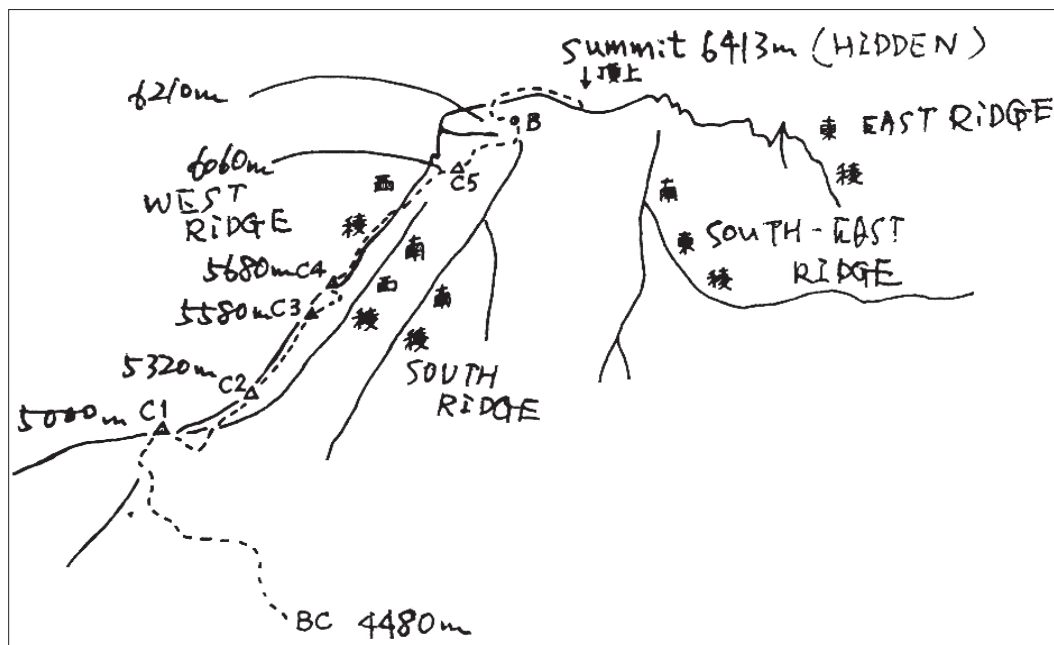 summit 6413m (HIDDEN)
頂上
6210m
B
東
稜
EAST RIDGE
6060m
C5
WEST
RIDGE
西
稜
南
西
稜
南
稜
南
東
稜
SOUTH-EAST
RIDGE
5680m C4
5580m C3
SOUTH
RIDGE
5320m
C2
5000m
C1
BC 4480m